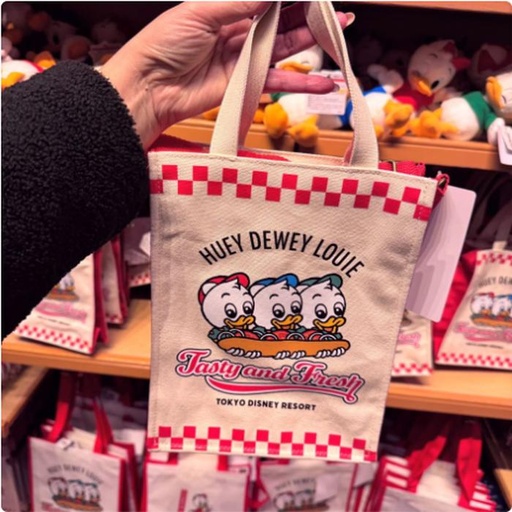 HUEY DEWEY LOUIE
Tasty and Fresh
TOKYO DISNEY RESORT